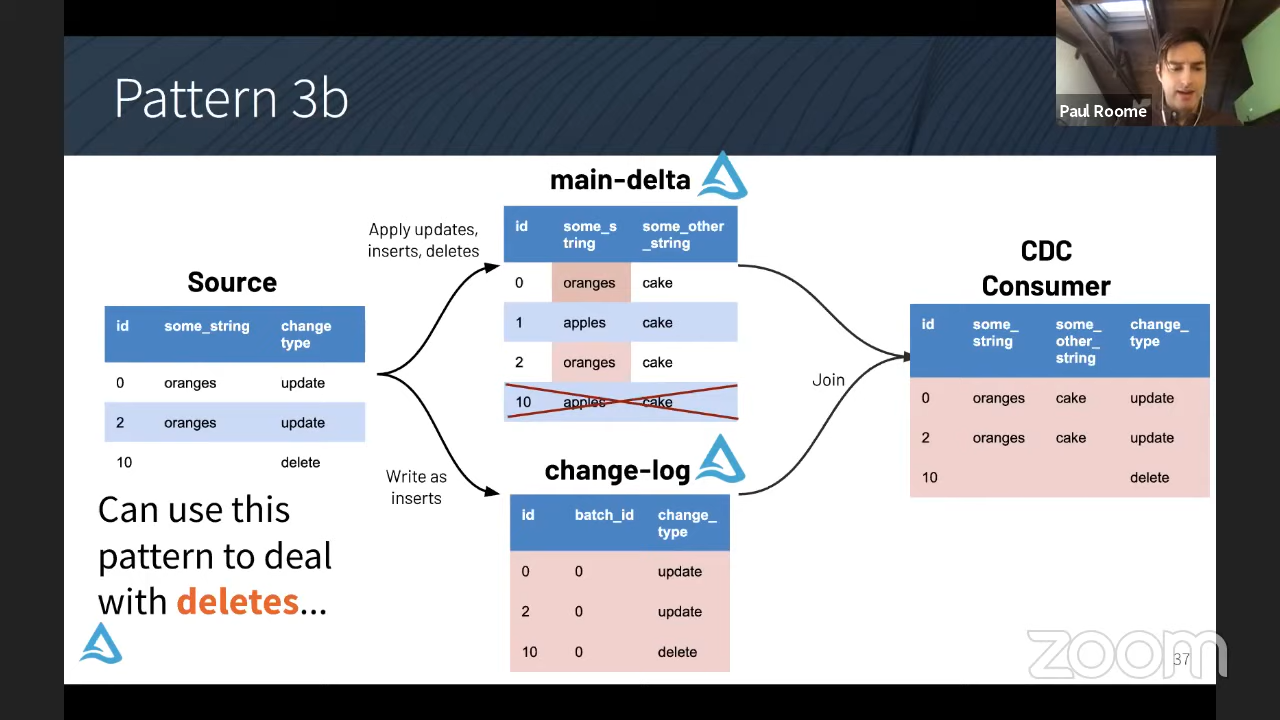 Pattern 3b
Paul Roome
Source
id some_string change
type
0 oranges update
2 oranges update
10 delete
Can use this
pattern to deal
with deletes...
Apply updates,
inserts, deletes
Write as
inserts
main-delta
id some_s
tring some_other
_string
0 oranges cake
1 apples cake
2 oranges cake
10 apples cake
change-log
id batch_id change_
type
0 0 update
2 0 update
10 0 delete
Join
CDC
Consumer
id some_
string some_
other_
string change_
type
0 oranges cake update
2 oranges cake update
10 delete
zoom
37